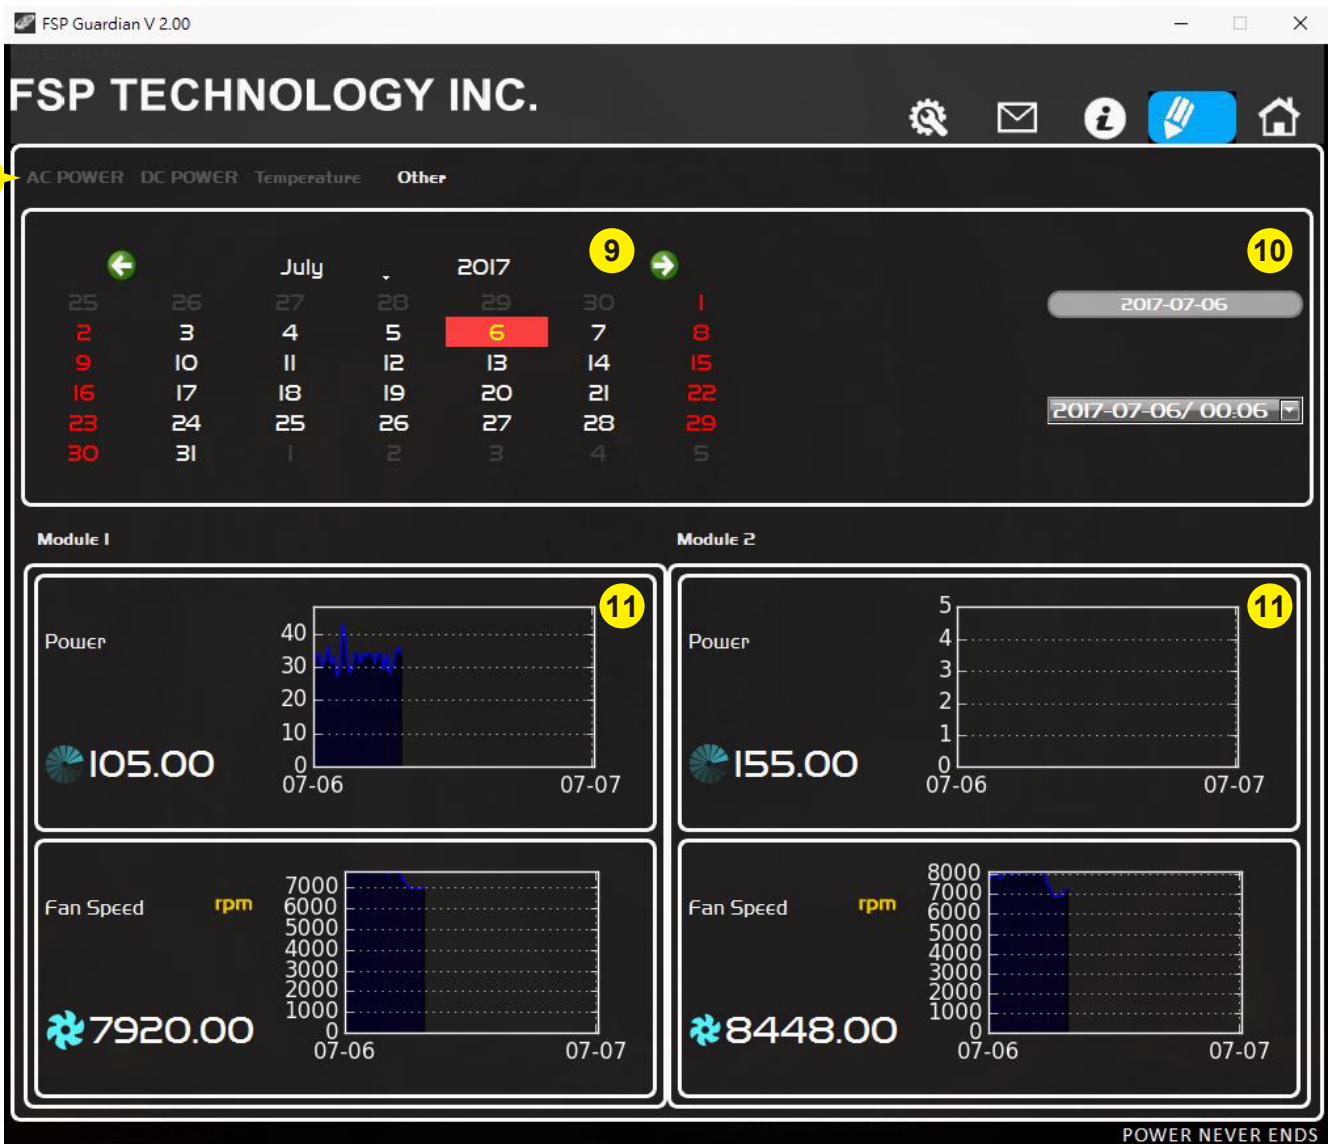 FSP Guardian V 2.00
FSP TECHNOLOGY INC.
AC POWER DC POWER Temperature Other
July 2017 9 10
25 26 27 28 29 30 1
2017-07-06
2 3 4 5 6 7 8
9 10 11 12 13 14 15
16 17 18 19 20 21 22
2017-07-06/ 00:06
23 24 25 26 27 28 29
30 31 1 2 3 4 5
Module 1
Module 2
11
Power
40
30
20
10
0
07-06 07-07
105.00
11
Power
5
4
3
2
1
0
07-06 07-07
155.00
Fan Speed rpm
7000
6000
5000
4000
3000
2000
1000
0
07-06 07-07
7920.00
Fan Speed rpm
8000
7000
6000
5000
4000
3000
2000
1000
0
07-06 07-07
8448.00
POWER NEVER ENDS